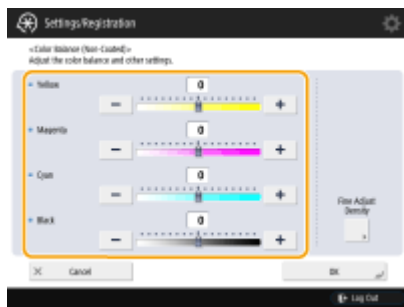 Settings/Registration
<Color Balance (Non-Coated)>
Adjust the color balance and other settings.
Yellow
0
−
+
Magenta
0
−
+
Cyan
0
−
+
Black
0
−
+
Fine Adjust
Density
Cancel
OK
Log Out